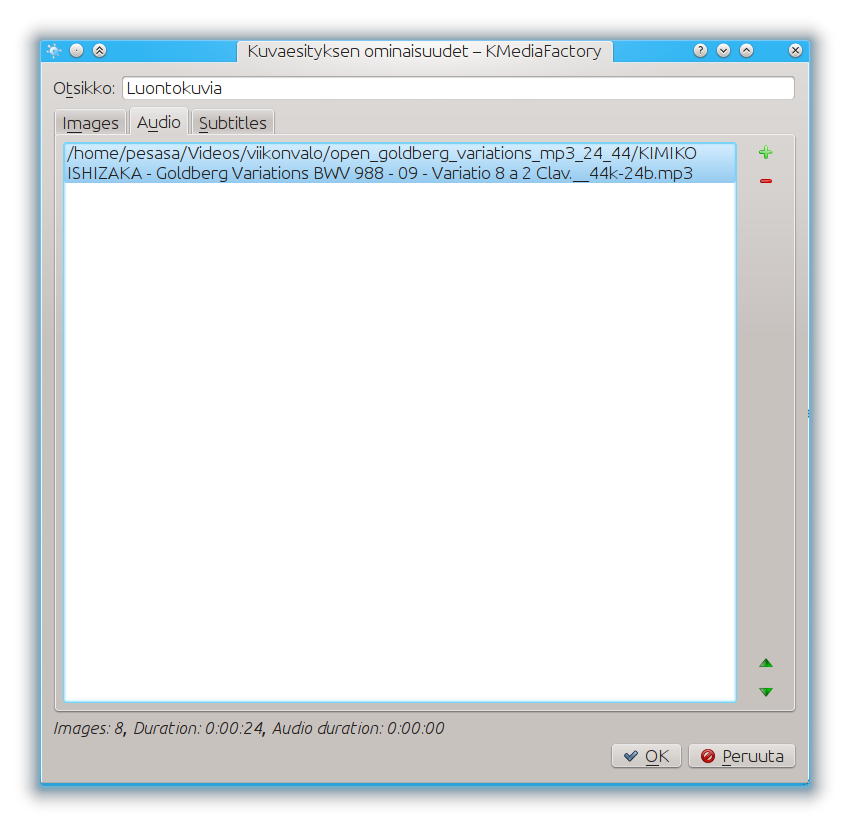 Kuvaesityksen ominaisuudet – KMediaFactory
Otsikko: Luontokuvia
Images Audio Subtitles
/home/pesasa/Videos/viikonvalo/open_goldberg_variations_mp3_24_44/KIMIKO
ISHIZAKA - Goldberg Variations BWV 988 - 09 - Variatio 8 a 2 Clav.__44k-24b.mp3
Images: 8, Duration: 0:00:24, Audio duration: 0:00:00
OK Peruuta